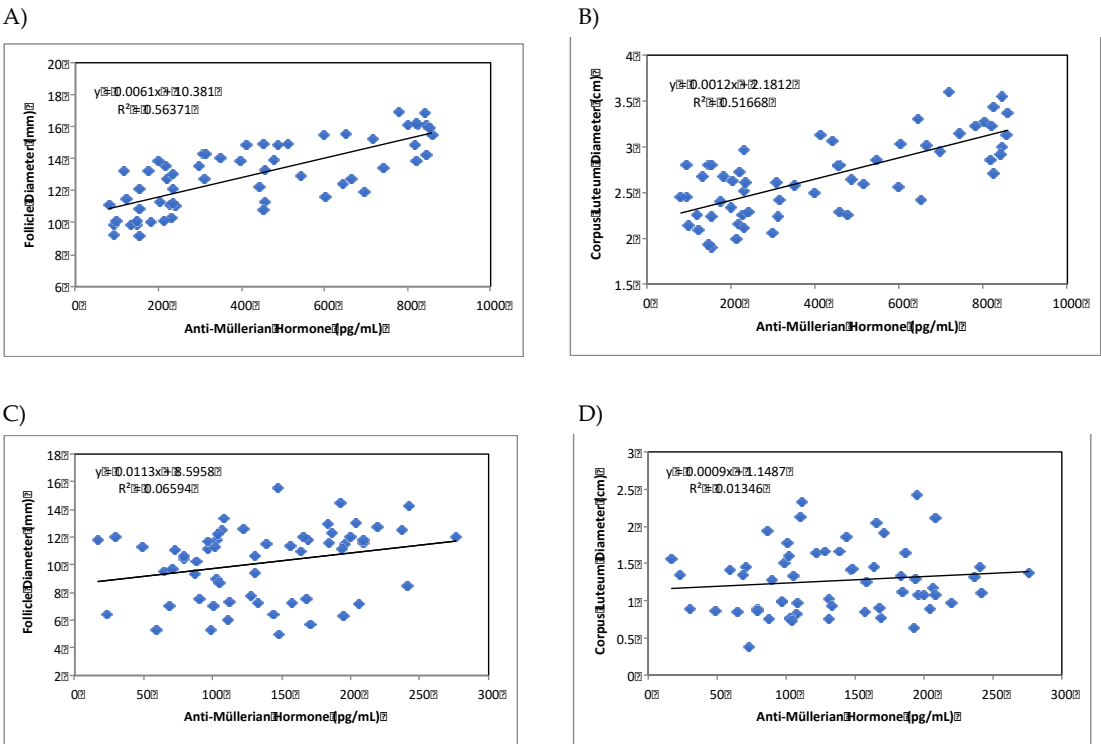 A)
B)
20
18
16
14
12
10
8
6
y = 0.0061x + 10.381
R² = 0.56371
Follicle Diameter (mm)
0 200 400 600 800 1000
Anti-Müllerian Hormone (pg/mL)
4
3.5
3
2.5
2
1.5
y = 0.0012x + 2.1812
R² = 0.51668
Corpus Luteum Diameter (cm)
0 200 400 600 800 1000
Anti-Müllerian Hormone (pg/mL)
C)
D)
18
16
14
12
10
8
6
4
2
y = 0.0113x + 8.5958
R² = 0.06594
Follicle Diameter (mm)
0 50 100 150 200 250 300
Anti-Müllerian Hormone (pg/mL)
3
2.5
2
1.5
1
0.5
0
y = 0.0009x + 1.1487
R² = 0.01346
Corpus Luteum Diameter (cm)
0 50 100 150 200 250 300
Anti-Müllerian Hormone (pg/mL)